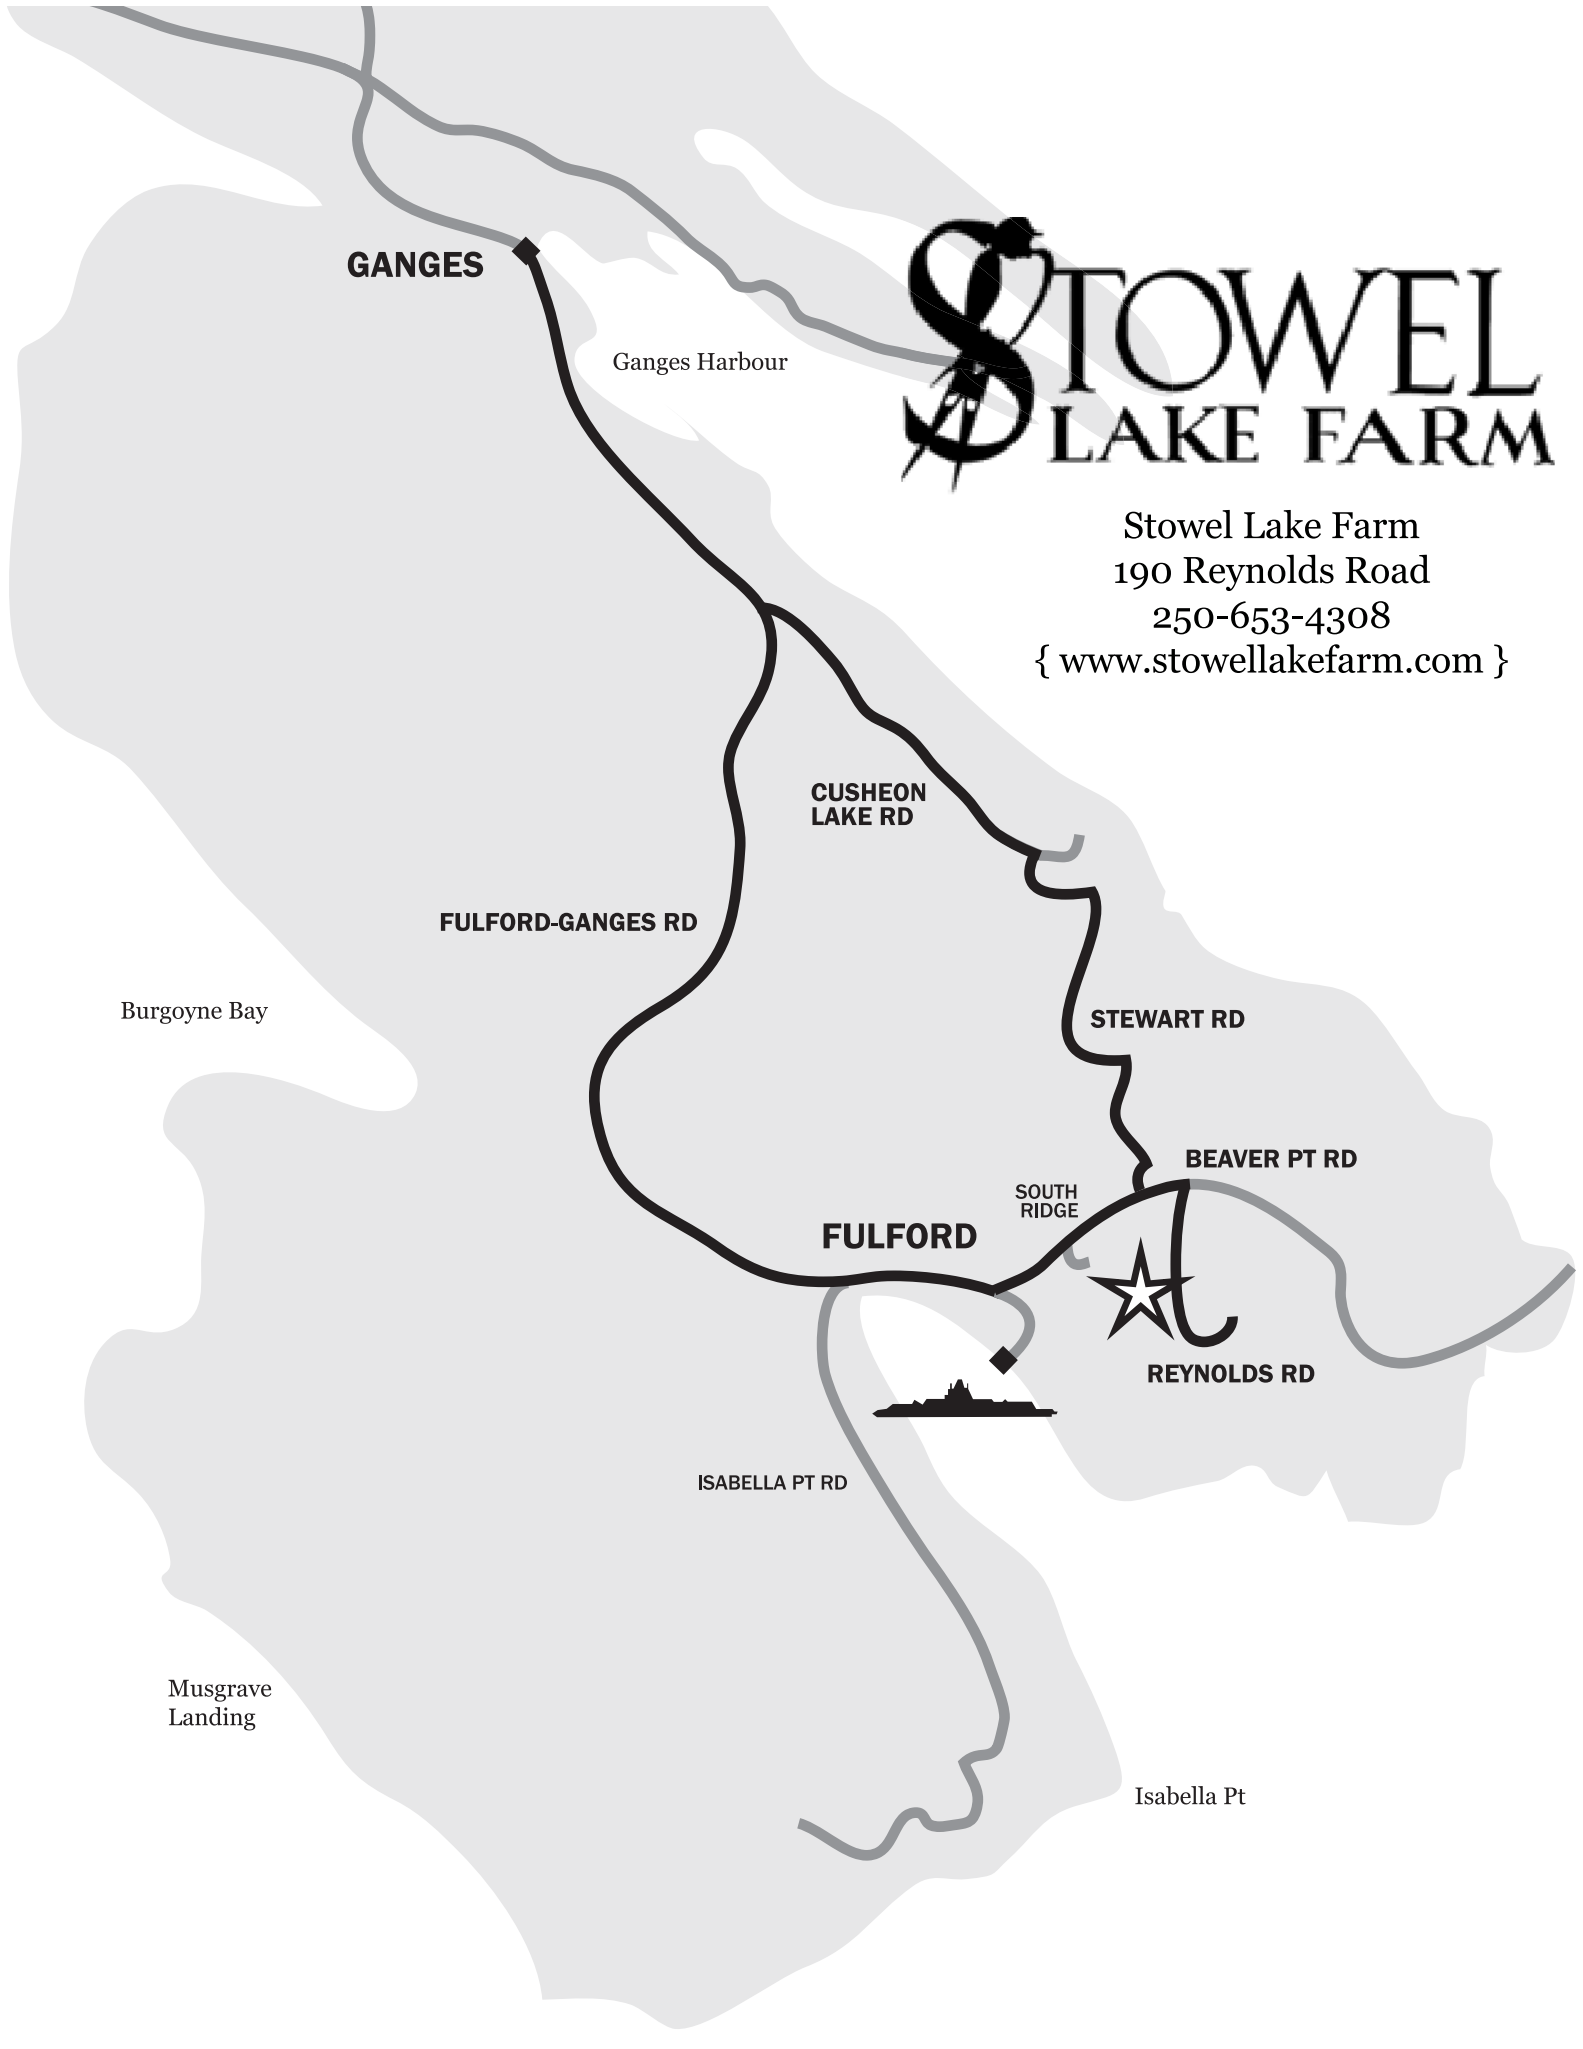 GANGES
Ganges Harbour
STOWEL
LAKE FARM
Stowel Lake Farm
190 Reynolds Road
250-653-4308
{ www.stowellakefarm.com }
CUSHEON
LAKE RD
FULFORD-GANGES RD
Burgoyne Bay
STEWART RD
BEAVER PT RD
SOUTH
RIDGE
FULFORD
REYNOLDS RD
ISABELLA PT RD
Musgrave
Landing
Isabella Pt